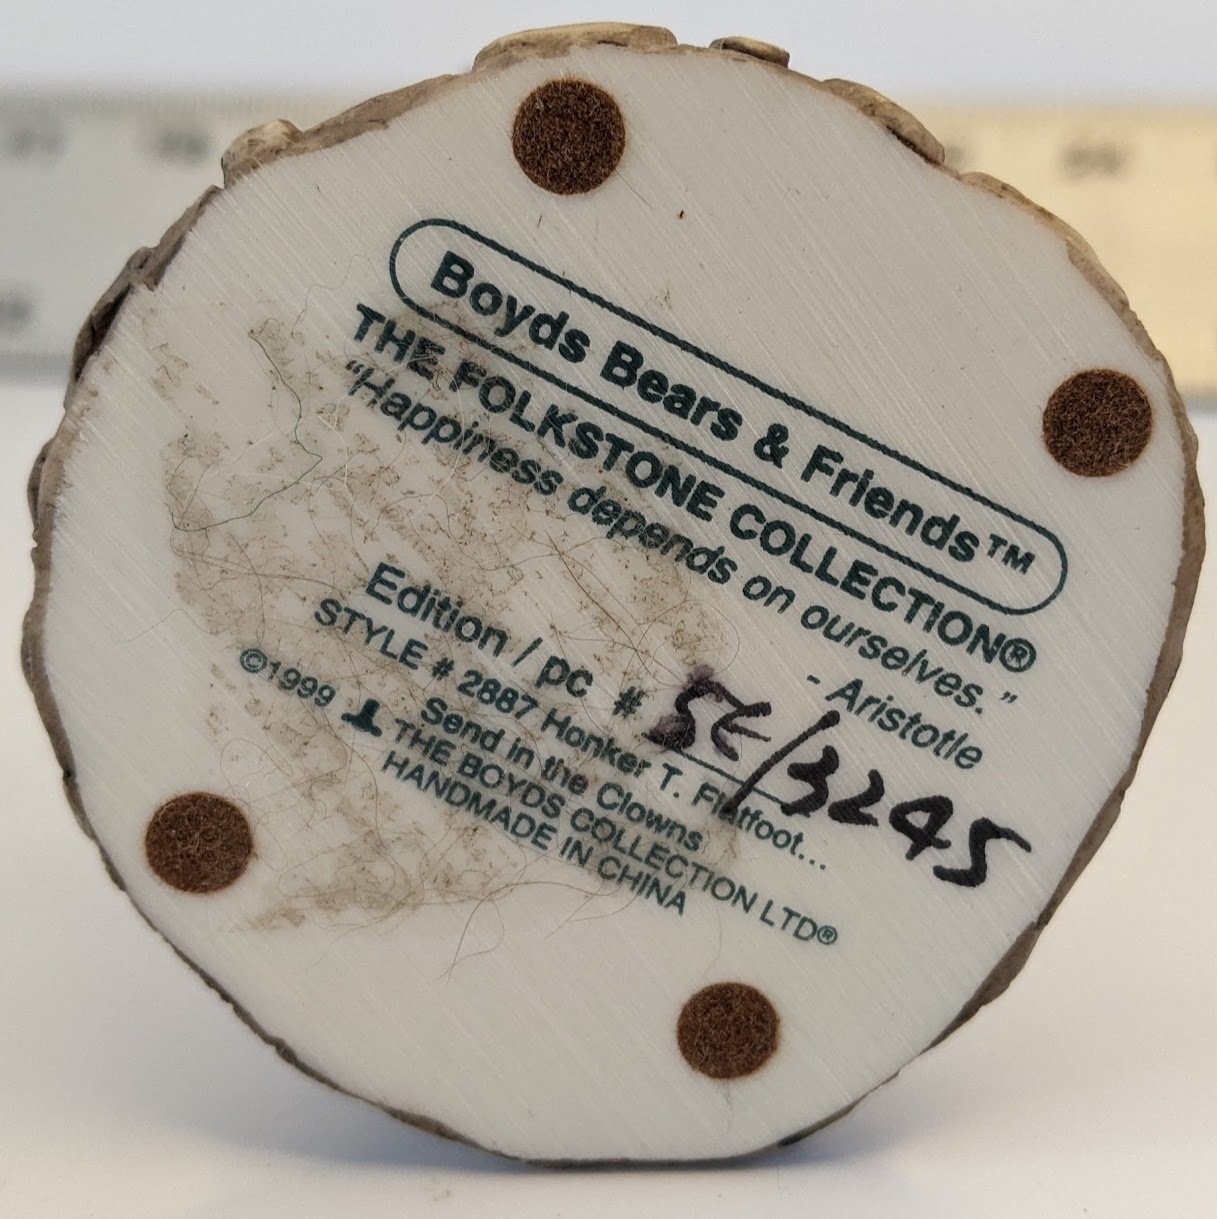 Boyds Bears & Friends™
THE FOLKSTONE COLLECTION®
“Happiness depends on ourselves.”
- Aristotle
Edition / pc # 5E/3245
STYLE # 2887 Honker T. Flatfoot...
Send in the Clowns
©1999 THE BOYDS COLLECTION LTD®
HANDMADE IN CHINA